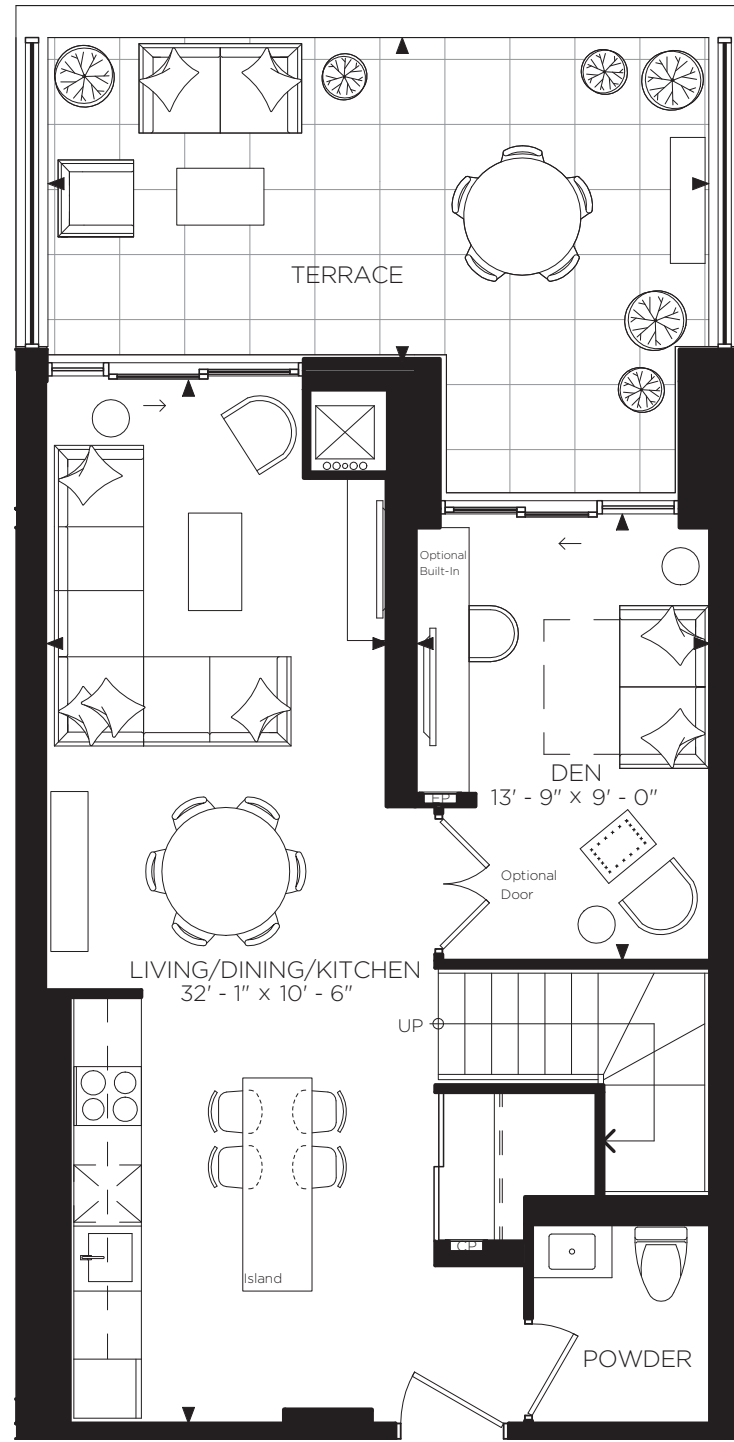 TERRACE
Optional
Built-In
DEN
13' - 9" x 9' - 0"
Optional
Door
LIVING/DINING/KITCHEN
32' - 1" x 10' - 6"
UP
Island
CP
POWDER